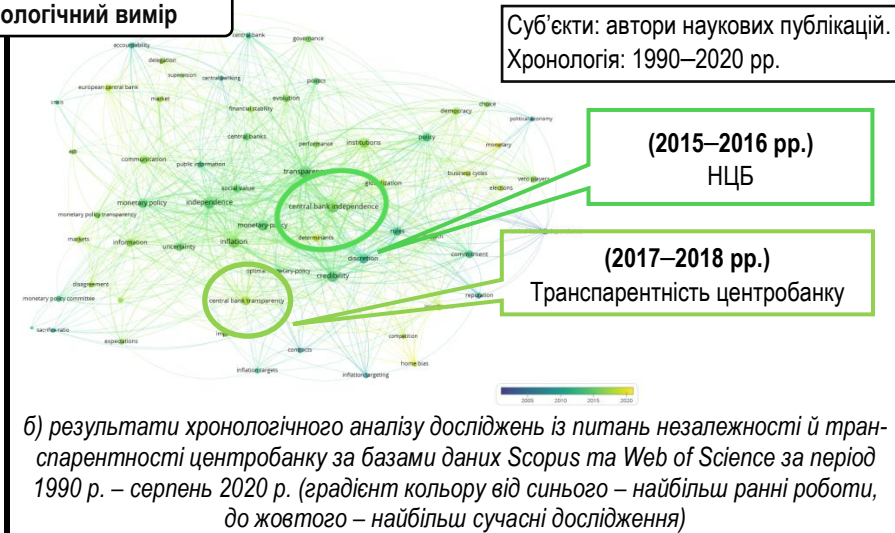 ологічний вимір
Суб’єкти: автори наукових публікацій.
Хронологія: 1990–2020 рр.
central bank
governance
accountability
delegation
supervision
central banking
politics
european central bank
market
evolution
crisis
financial stability
democracy
choice
political economy
central banks
performance
institutions
policy
monetary
communication
public information
transparency
business cycles
veto players
social value
globalization
elections
monetary policy
independence
central bank independence
monetary policy transparency
monetary-policy
determinants
rules
markets
information
uncertainty
inflation
discretion
commitment
optimal monetary-policy
credibility
disagreement
monetary policy committee
central bank transparency
reputation
sacrifice ratio
expectations
contracts
competition
home bias
inflation targets
inflation targeting
(2015–2016 рр.)
НЦБ
(2017–2018 рр.)
Транспарентність центробанку
2005 2010 2015 2020
б) результати хронологічного аналізу досліджень із питань незалежності й тран-
спарентності центробанку за базами даних Scopus та Web of Science за період
1990 р. – серпень 2020 р. (градієнт кольору від синього – найбільш ранні роботи,
до жовтого – найбільш сучасні дослідження)